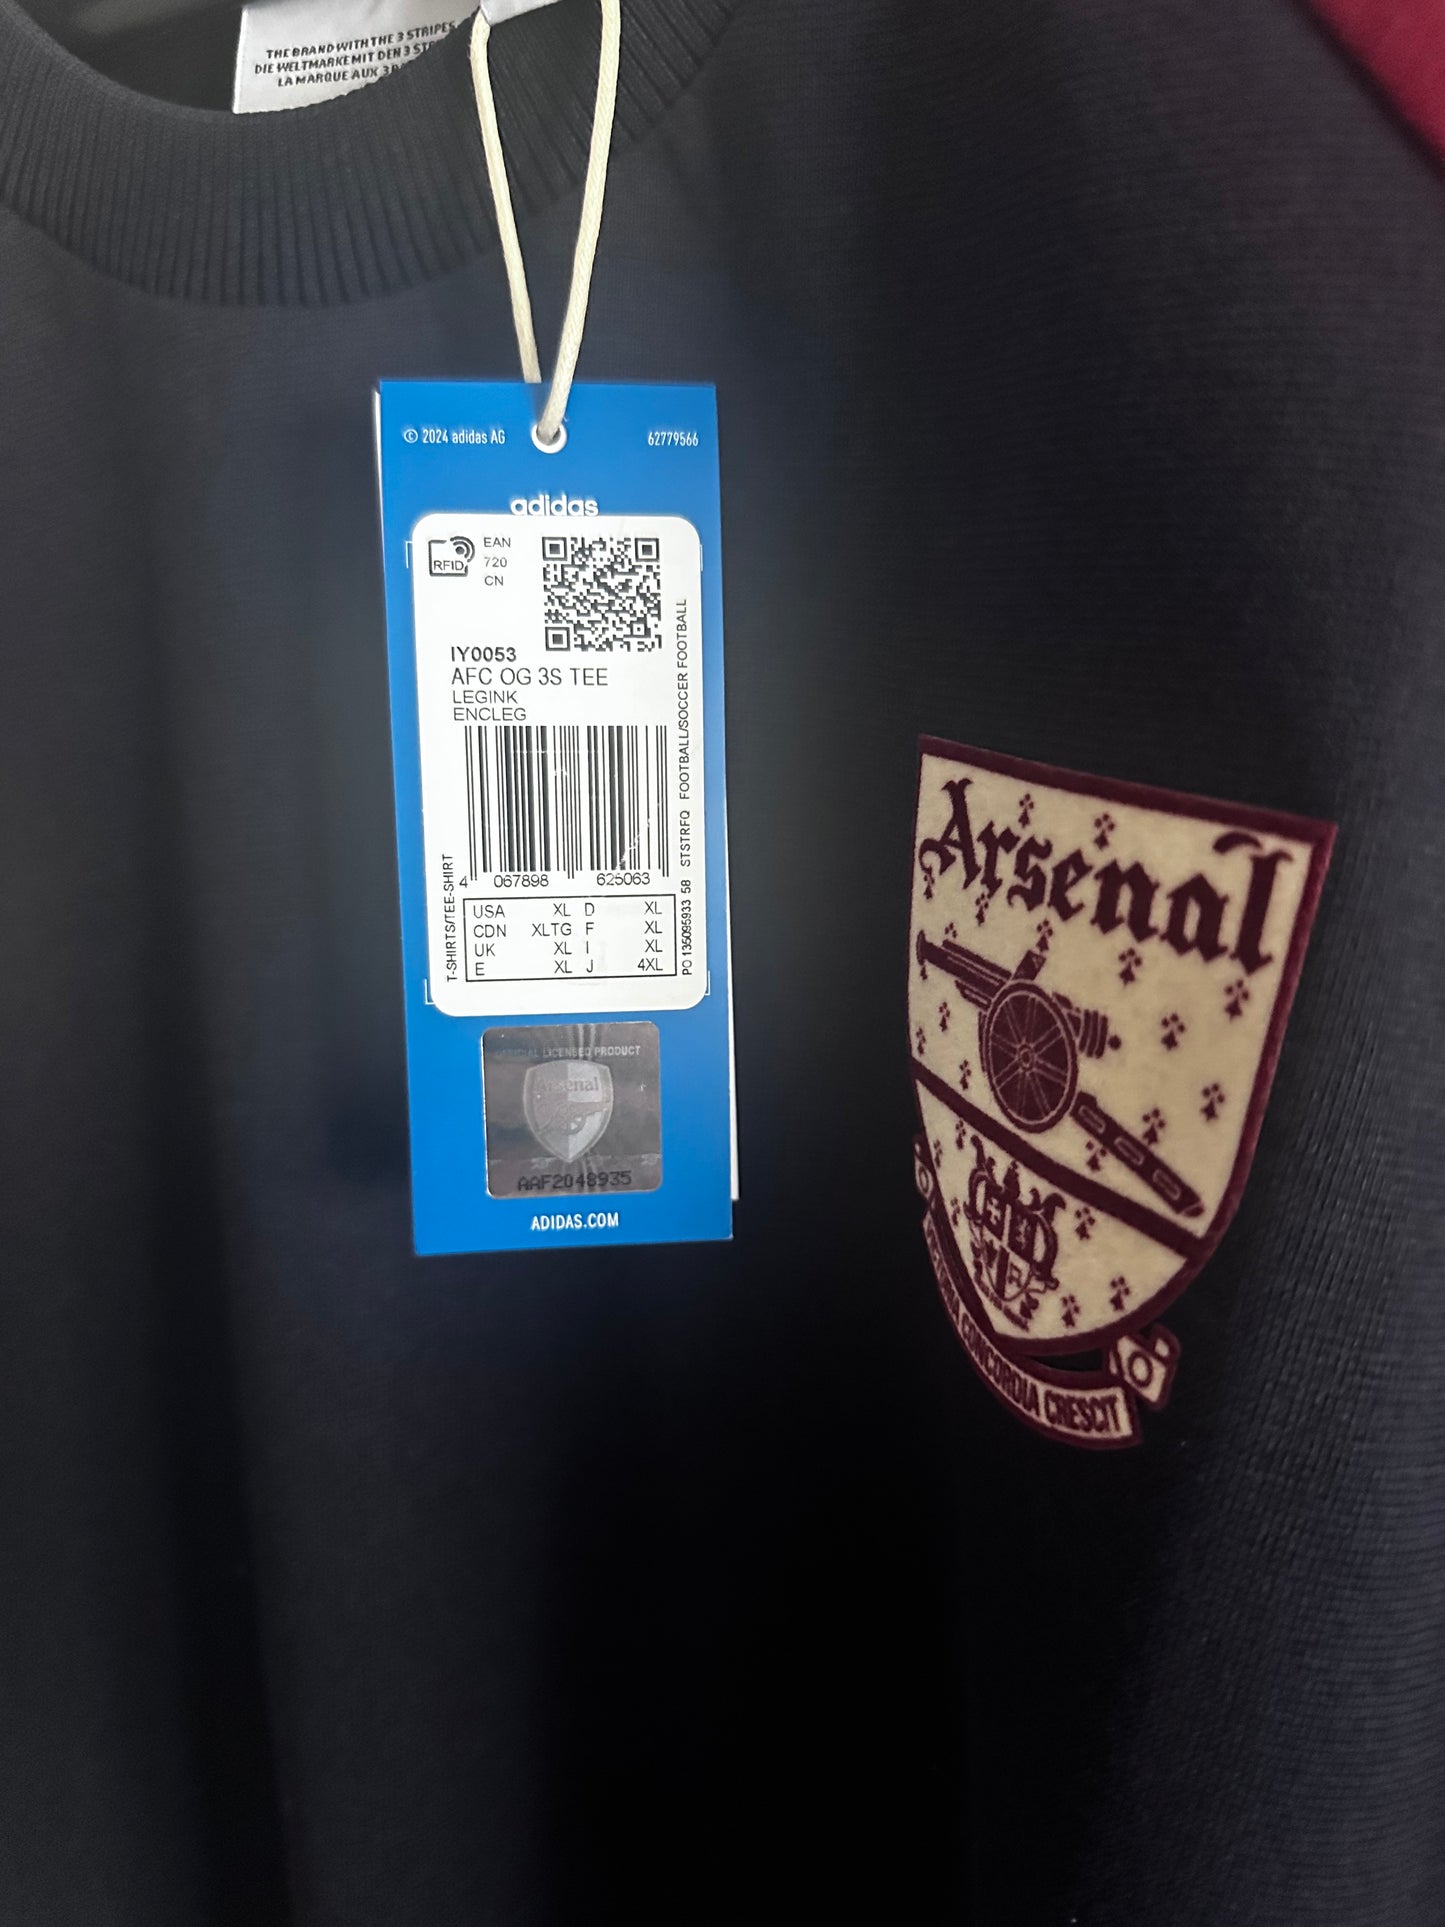 THE BRAND WITH THE 3 STRIPES
DIE WELTMARKE MIT DEN 3
LA MARQUE AUX 3
© 2024 adidas AG
62779566
adidas
RFID
EAN
720
CN
IY0053
AFC OG 3S TEE
LEGINK
ENCLEG
4 067898 625063
USA XL D XL
CDN XLTG F XL
UK XL I XL
E XL J 4XL
T-SHIRTS/TEE-SHIRT
PO 135095933 58 STSTRFQ FOOTBALL/SOCCER FOOTBALL
OFFICIAL LICENSED PRODUCT
Arsenal
AAF2048935
ADIDAS.COM
Arsenal
CONCORDIA CRESCIT